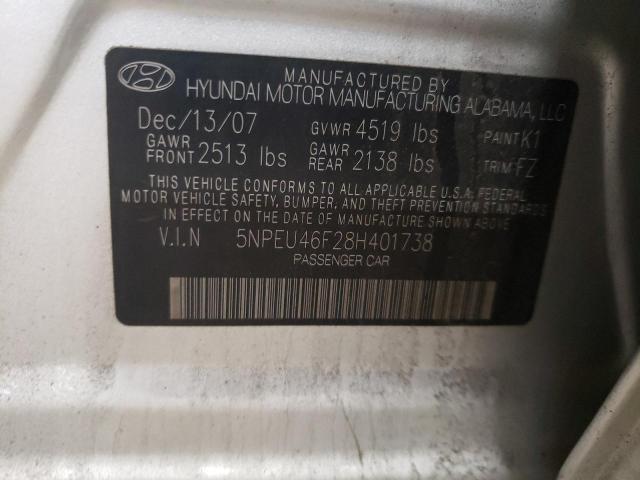 MANUFACTURED BY
HYUNDAI MOTOR MANUFACTURING ALABAMA, LLC
Dec/13/07 GVWR 4519 lbs PAINT K1
GAWR FRONT 2513 lbs GAWR REAR 2138 lbs TRIM FZ
THIS VEHICLE CONFORMS TO ALL APPLICABLE U.S.A. FEDERAL
MOTOR VEHICLE SAFETY, BUMPER, AND THEFT PREVENTION STANDARDS
IN EFFECT ON THE DATE OF MANUFACTURE SHOWN ABOVE.
V.I.N 5NPEU46F28H401738
PASSENGER CAR